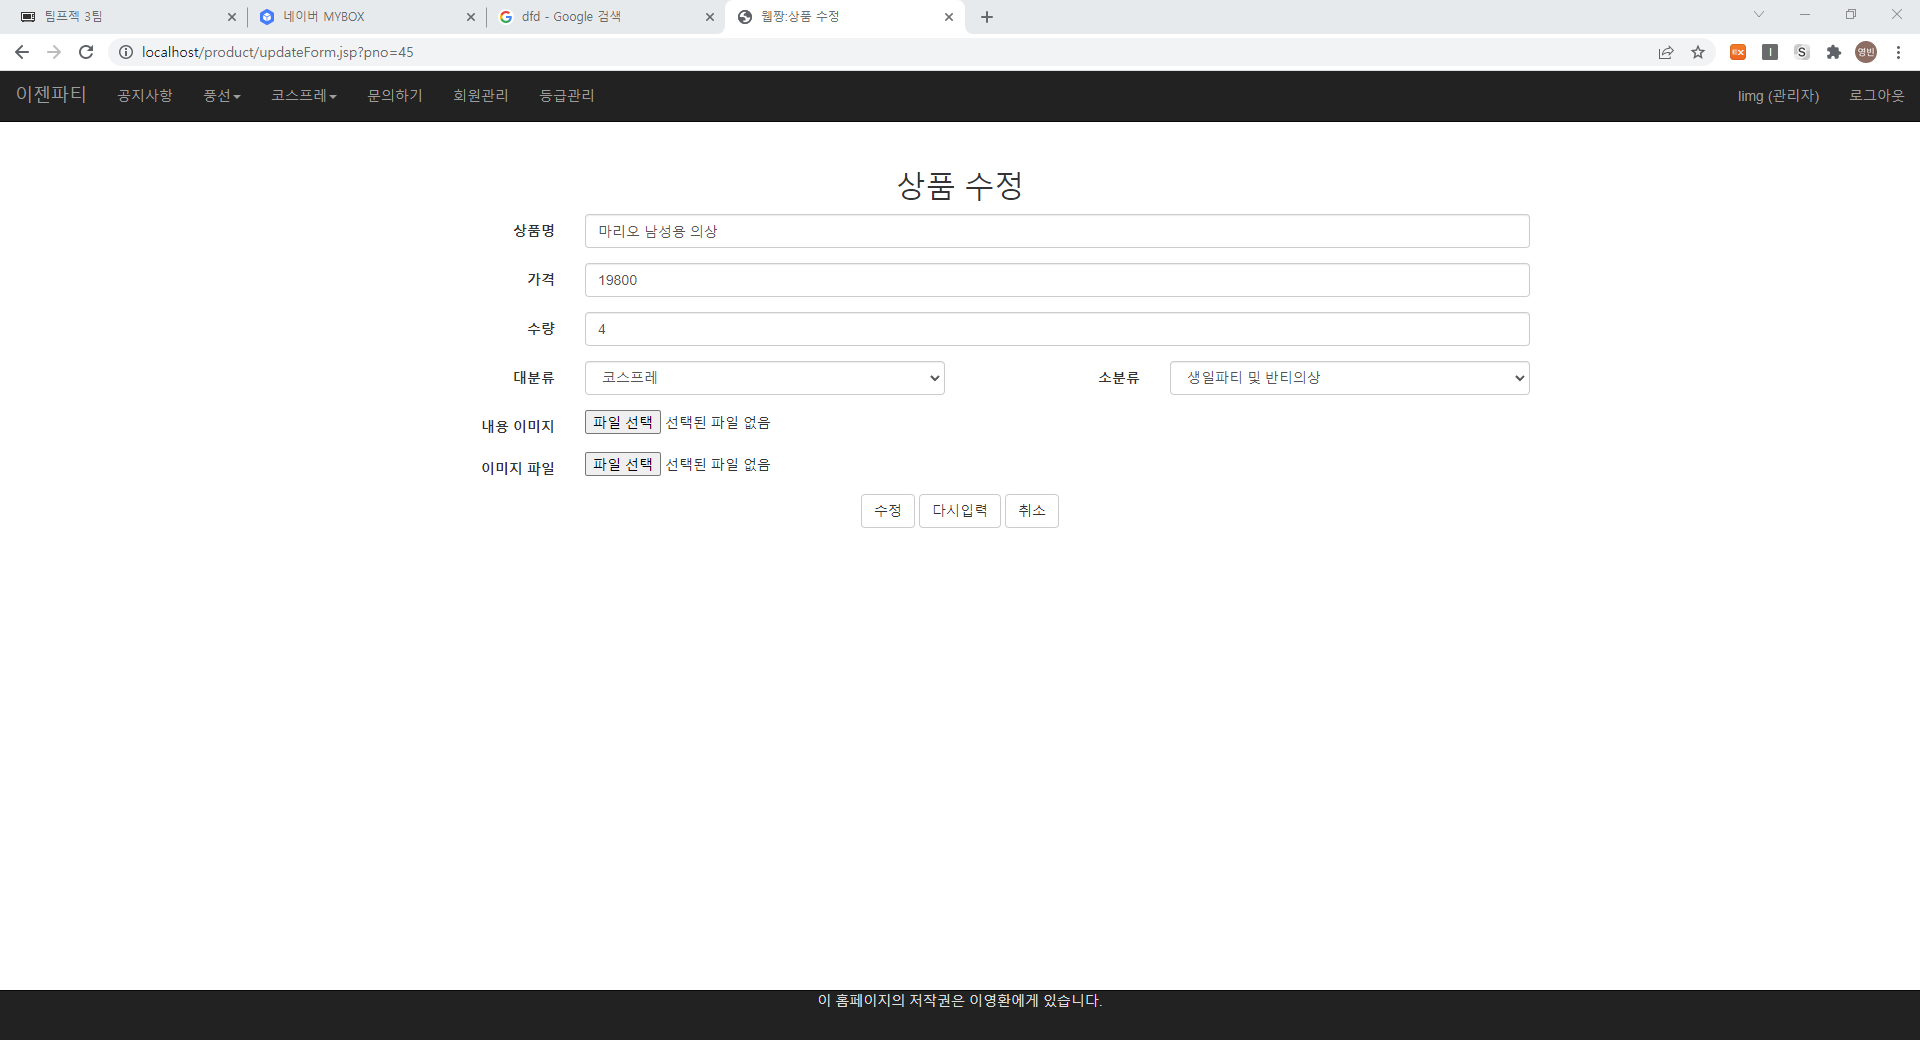 팀프젝 3팀
네이버 MYBOX
dfd - Google 검색
웹짱:상품 수정
localhost/product/updateForm.jsp?pno=45
EX
I
S
영빈
이젠파티 공지사항 풍선 코스프레 문의하기 회원관리 등급관리 limg (관리자) 로그아웃
상품 수정
상품명 마리오 남성용 의상
가격 19800
수량 4
대분류 코스프레 소분류 생일파티 및 반티의상
내용 이미지 파일 선택 선택된 파일 없음
이미지 파일 파일 선택 선택된 파일 없음
수정 다시입력 취소
이 홈페이지의 저작권은 이영환에게 있습니다.